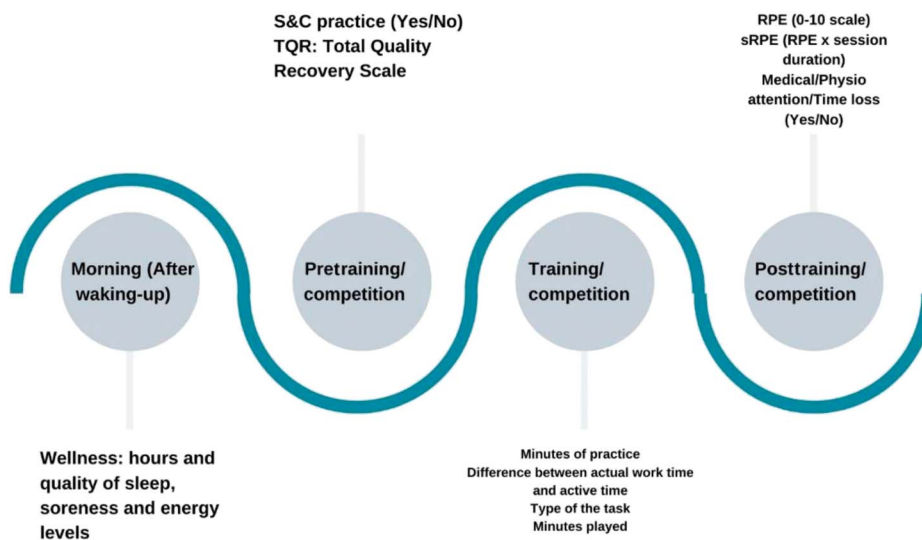 S&C practice (Yes/No)
TQR: Total Quality
Recovery Scale
RPE (0-10 scale)
sRPE (RPE x session
duration)
Medical/Physio
attention/Time loss
(Yes/No)
Morning (After
waking-up)
Pretraining/
competition
Training/
competition
Posttraining/
competition
Wellness: hours and
quality of sleep,
soreness and energy
levels
Minutes of practice
Difference between actual work time
and active time
Type of the task
Minutes played